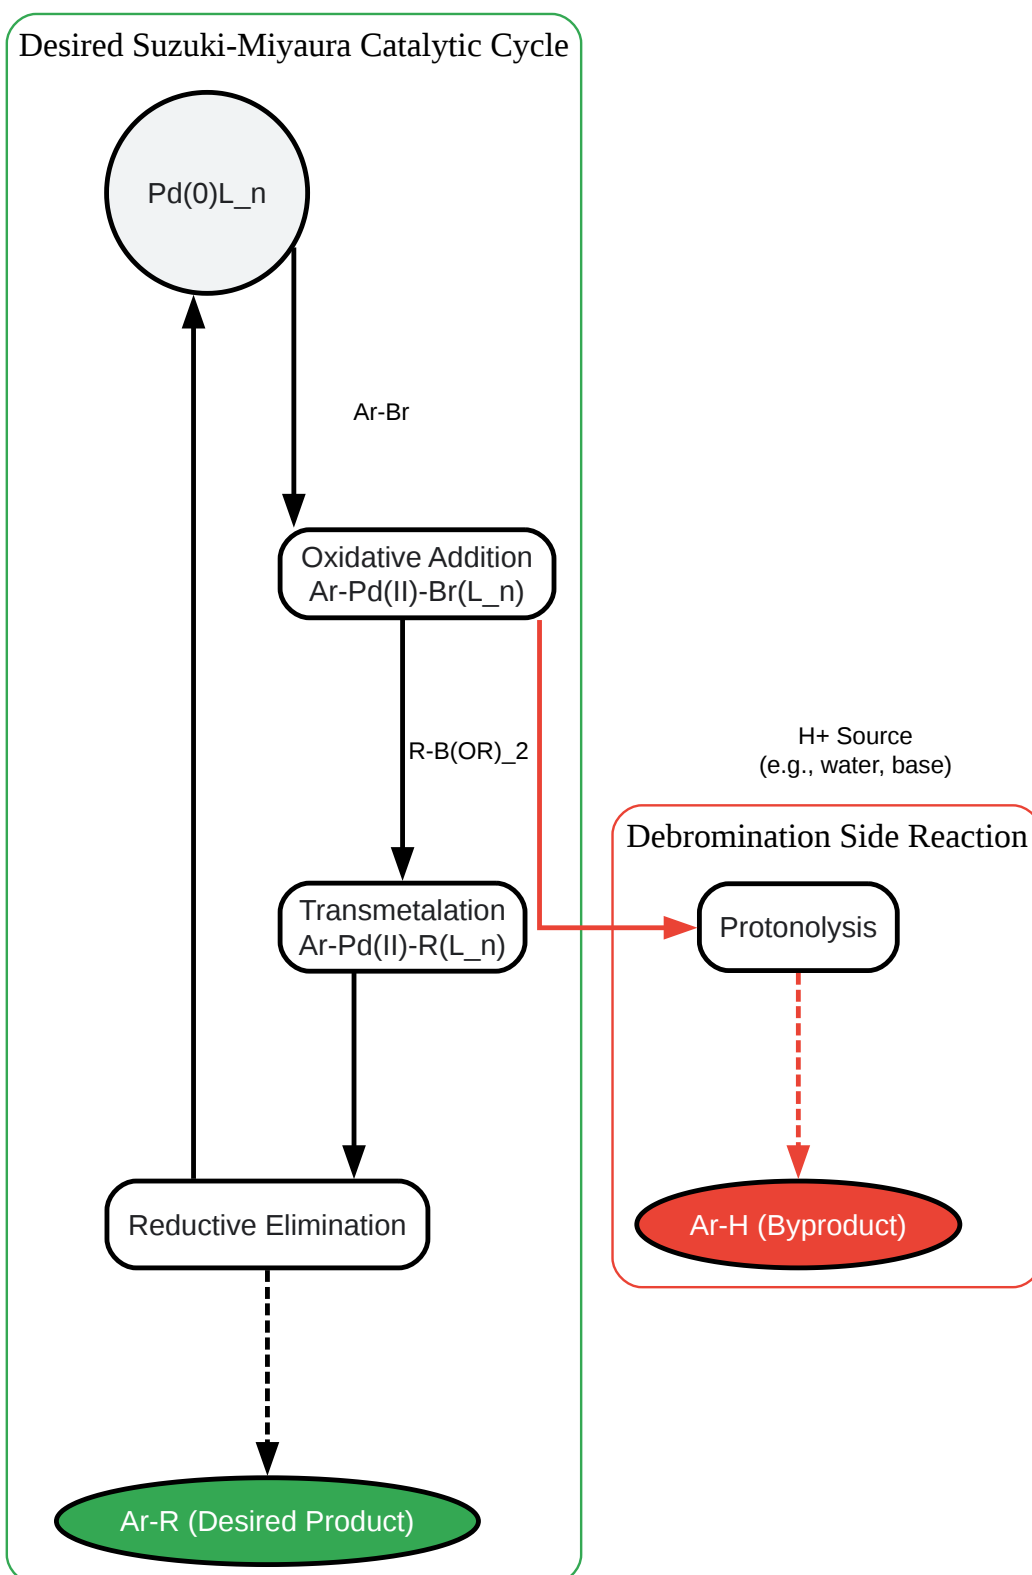 Desired Suzuki-Miyaura Catalytic Cycle
Pd(0)L_n
Ar-Br
Oxidative Addition
Ar-Pd(II)-Br(L_n)
R-B(OR)_2
H+ Source
(e.g., water, base)
Debromination Side Reaction
Transmetalation
Ar-Pd(II)-R(L_n)
Protonolysis
Reductive Elimination
Ar-H (Byproduct)
Ar-R (Desired Product)